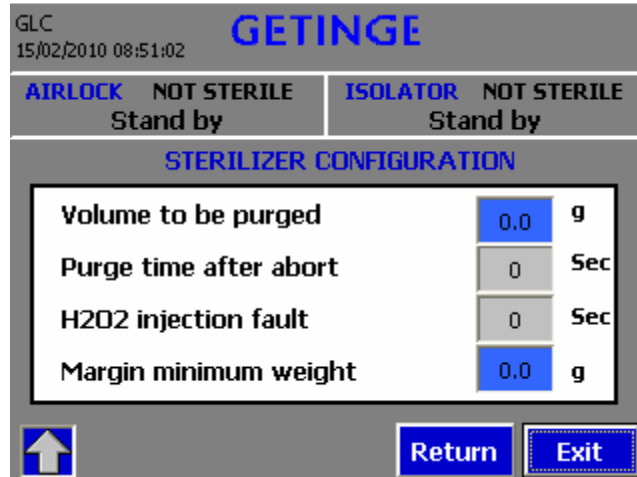 GLC
GETINGE
15/02/2010 08:51:02
AIRLOCK NOT STERILE
Stand by
ISOLATOR NOT STERILE
Stand by
STERILIZER CONFIGURATION
Volume to be purged 0.0 g
Purge time after abort 0 Sec
H2O2 injection fault 0 Sec
Margin minimum weight 0.0 g
Return Exit